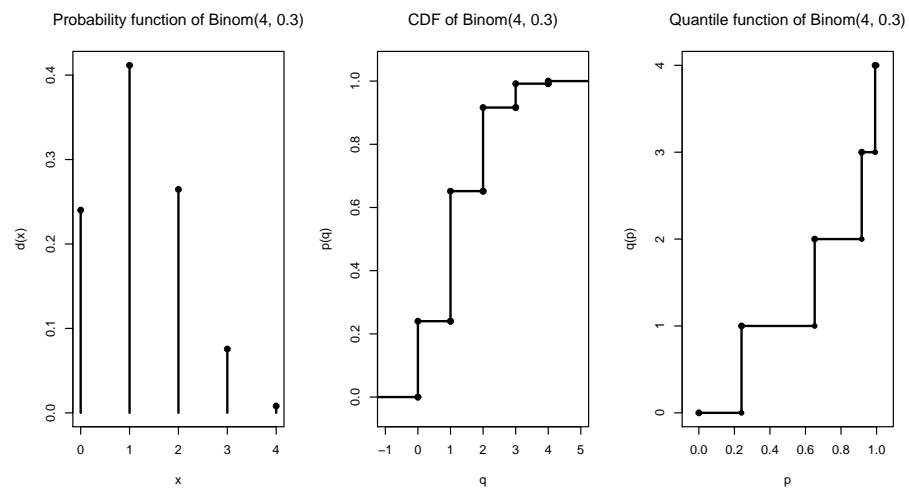 Probability function of Binom(4, 0.3)
0.4
0.3
0.2
0.1
0.0
d(x)
0 1 2 3 4
x
CDF of Binom(4, 0.3)
1.0
0.8
0.6
0.4
0.2
0.0
p(q)
−1 0 1 2 3 4 5
q
Quantile function of Binom(4, 0.3)
4
3
2
1
0
q(p)
0.0 0.2 0.4 0.6 0.8 1.0
p